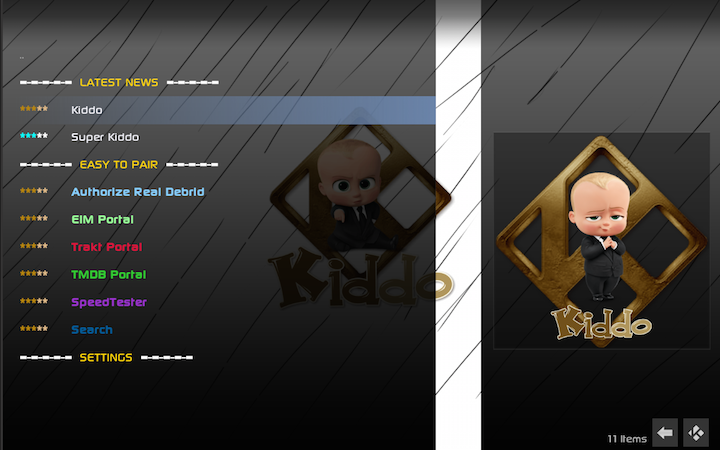 ..
LATEST NEWS
Kiddo
Super Kiddo
EASY TO PAIR
Authorize Real Debrid
EIM Portal
Trakt Portal
TMDB Portal
SpeedTester
Search
SETTINGS
Kiddo
Kiddo
11 Items